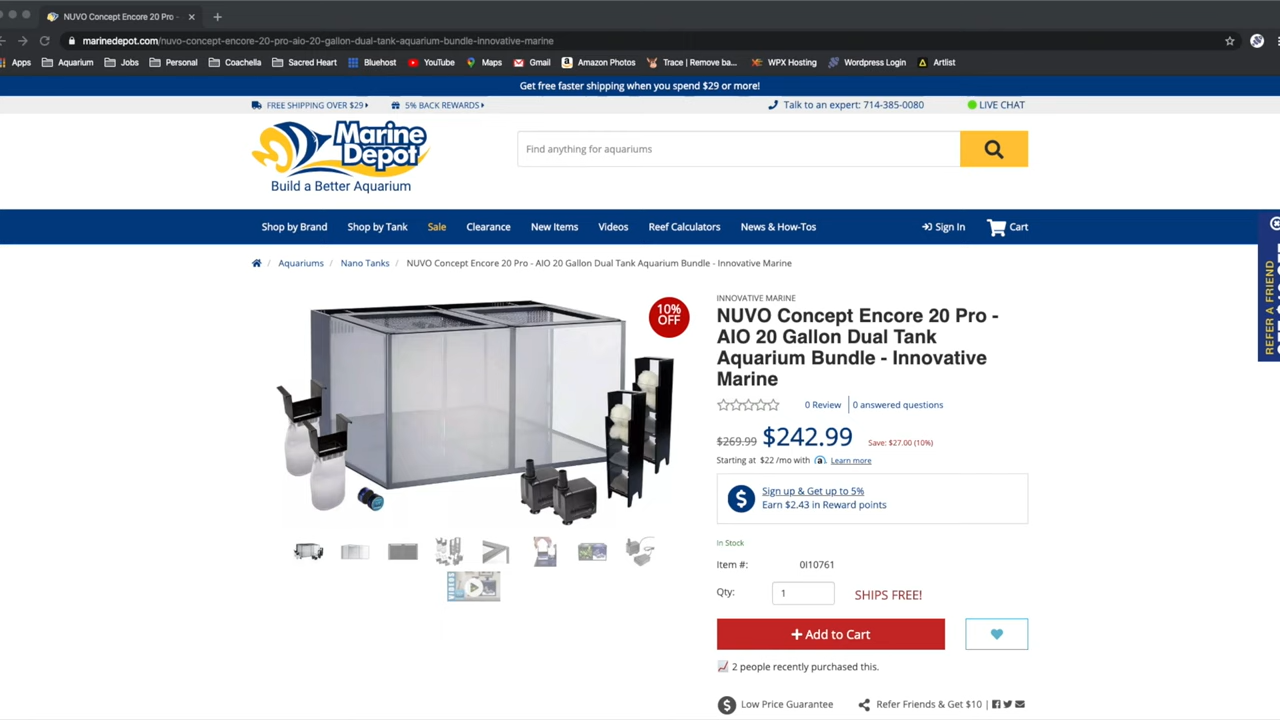 NUVO Concept Encore 20 Pro -
marinedepot.com/nuvo-concept-encore-20-pro-aio-20-gallon-dual-tank-aquarium-bundle-innovative-marine
Apps Aquarium Jobs Personal Coachella Sacred Heart Bluehost YouTube Maps Gmail Amazon Photos Trace | Remove ba... WPX Hosting Wordpress Login Artlist
Get free faster shipping when you spend $29 or more!
FREE SHIPPING OVER $29 5% BACK REWARDS Talk to an expert: 714-385-0080 LIVE CHAT
Marine
Depot
Build a Better Aquarium
Find anything for aquariums
Shop by Brand Shop by Tank Sale Clearance New Items Videos Reef Calculators News & How-Tos Sign In Cart
REFER A FRIEND
/ Aquariums / Nano Tanks / NUVO Concept Encore 20 Pro - AIO 20 Gallon Dual Tank Aquarium Bundle - Innovative Marine
10%
OFF
INNOVATIVE MARINE
NUVO Concept Encore 20 Pro -
AIO 20 Gallon Dual Tank
Aquarium Bundle - Innovative
Marine
0 Review 0 answered questions
$269.99 $242.99 Save: $27.00 (10%)
Starting at $22 /mo with a. Learn more
$ Sign up & Get up to 5%
Earn $2.43 in Reward points
In Stock
Item #: 0I10761
Qty: 1 SHIPS FREE!
VIDEOS
+ Add to Cart
2 people recently purchased this.
$ Low Price Guarantee Refer Friends & Get $10 |